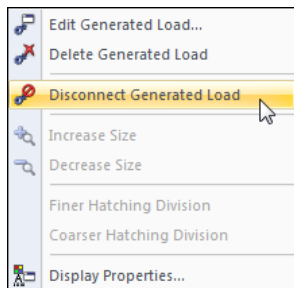 Edit Generated Load...
Delete Generated Load
Disconnect Generated Load
Increase Size
Decrease Size
Finer Hatching Division
Coarser Hatching Division
Display Properties...